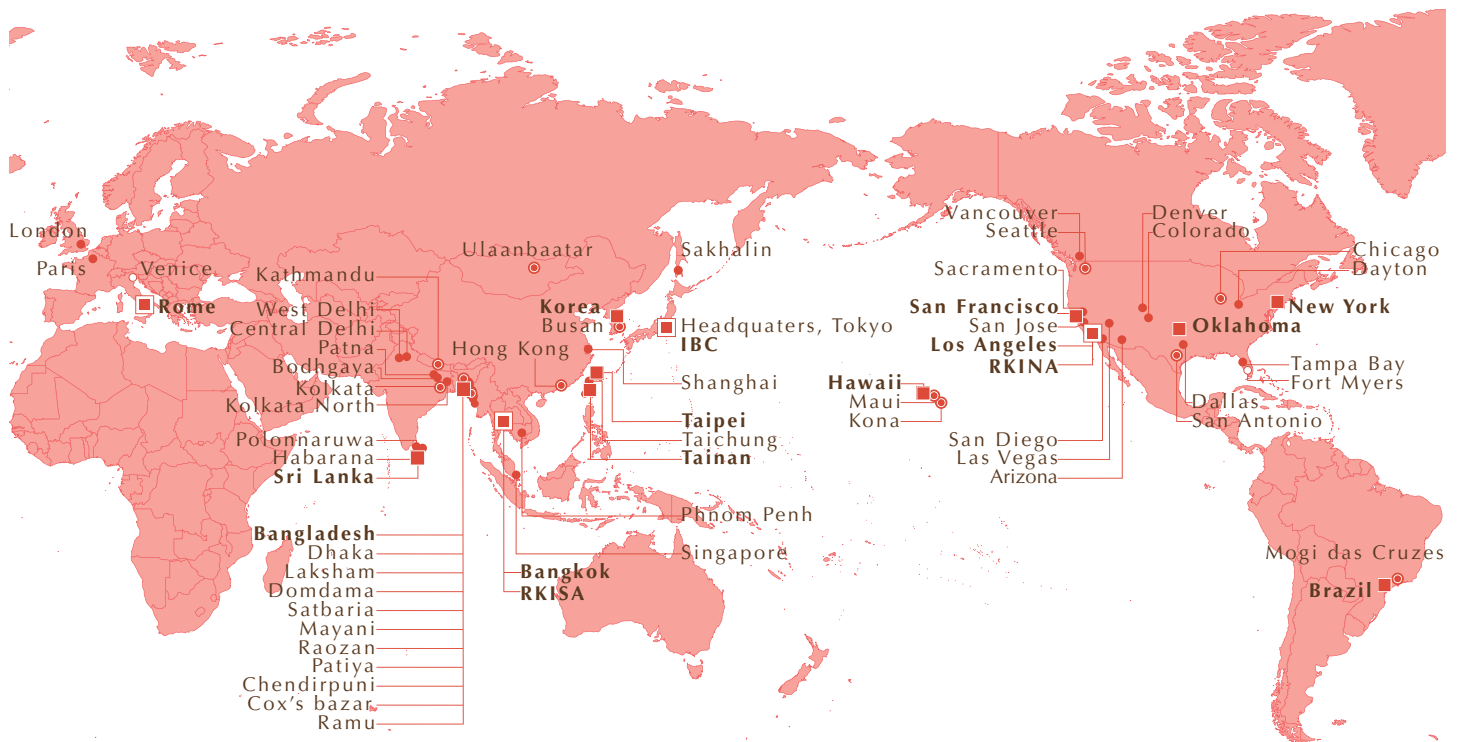 London
Paris
Venice
Rome
Kathmandu
West Delhi
Central Delhi
Patna
Bodhgaya
Kolkata
Kolkata North
Polonnaruwa
Habarana
Sri Lanka
Bangladesh
Dhaka
Laksham
Domdama
Satbaria
Mayani
Raozan
Patiya
Chendirpuni
Cox's bazar
Ramu
Ulaanbaatar
Sakhalin
Korea
Busan
Headquaters, Tokyo
IBC
Hong Kong
Shanghai
Taipei
Taichung
Tainan
Phnom Penh
Singapore
Bangkok
RKISA
Hawaii
Maui
Kona
Vancouver
Seattle
Sacramento
San Francisco
San Jose
Los Angeles
RKINA
San Diego
Las Vegas
Arizona
Denver
Colorado
Chicago
Dayton
New York
Oklahoma
Tampa Bay
Fort Myers
Dallas
San Antonio
Mogi das Cruzes
Brazil